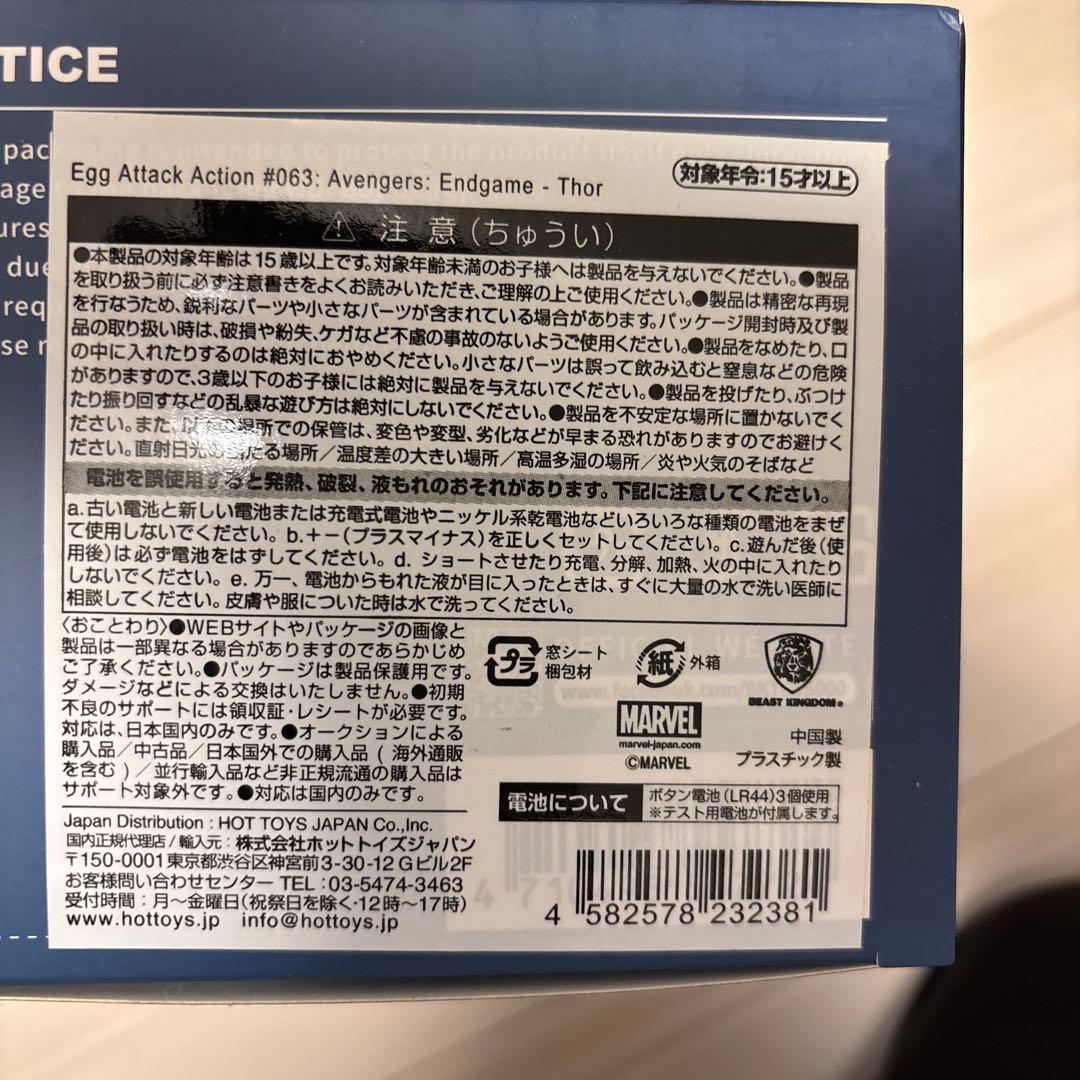 TICE
pac is intended to protect the product itself
age
ures
due
req
se r
Egg Attack Action #063: Avengers: Endgame - Thor
対象年令:15才以上
注 意(ちゅうい)
●本製品の対象年齢は15歳以上です。対象年齢未満のお子様へは製品を与えないでください。●製品
を取り扱う前に必ず注意書きをよくお読みいただき、ご理解の上ご使用ください。●製品は精密な再現
を行なうため、鋭利なパーツや小さなパーツが含まれている場合があります。パッケージ開封時及び製
品の取り扱い時は、破損や紛失、ケガなど不慮の事故のないようご使用ください。●製品をなめたり、口
の中に入れたりするのは絶対におやめください。小さなパーツは誤って飲み込むと窒息などの危険
がありますので、3歳以下のお子様には絶対に製品を与えないでください。●製品を投げたり、ぶつけ
たり振り回すなどの乱暴な遊び方は絶対にしないでください。●製品を不安定な場所に置かないでく
ださい。また、以 場所での保管は、変色や変型、劣化などが早まる恐れがありますのでお避けく
ださい。直射日光の当たる場所/温度差の大きい場所/高温多湿の場所/炎や火気のそばなど
電池を誤使用すると発熱、破裂、液もれのおそれがあります。下記に注意してください。
a.古い電池と新しい電池または充電式電池やニッケル系乾電池などいろいろな種類の電池をまぜ
て使用しないでください。b.+-(プラスマイナス)を正しくセットしてください。c.遊んだ後(使
用後)は必ず電池をはずしてください。d. ショートさせたり充電、分解、加熱、火の中に入れたり
しないでください。e. 万一、電池からもれた液が目に入ったときは、すぐに大量の水で洗い医師に
相談してください。皮膚や服についた時は水で洗ってください。
〈おことわり〉●WEBサイトやパッケージの画像と
製品は一部異なる場合がありますのであらかじめ
ご了承ください。●パッケージは製品保護用です。
ダメージなどによる交換はいたしません。●初期
不良のサポートには領収証・レシートが必要です。
対応は、日本国内のみです。●オークションによる
購入品/中古品/日本国外での購入品(海外通販
を含む)/並行輸入品など非正規流通の購入品は
サポート対象外です。●対応は国内のみです。
プラ
窓シート
梱包材
紙
外箱
BEAST KINGDOM
MARVEL
marvel-japan.com
©MARVEL
中国製
プラスチック製
電池について
ボタン電池(LR44)3個使用
※テスト用電池が付属します。
Japan Distribution : HOT TOYS JAPAN Co.,Inc.
国内正規代理店/輸入元:株式会社ホットトイズジャパン
〒150-0001 東京都渋谷区神宮前3-30-12 Gビル2F
お客様問い合わせセンター TEL:03-5474-3463
受付時間:月~金曜日(祝祭日を除く・12時~17時)
www.hottoys.jp info@hottoys.jp
4 582578 232381